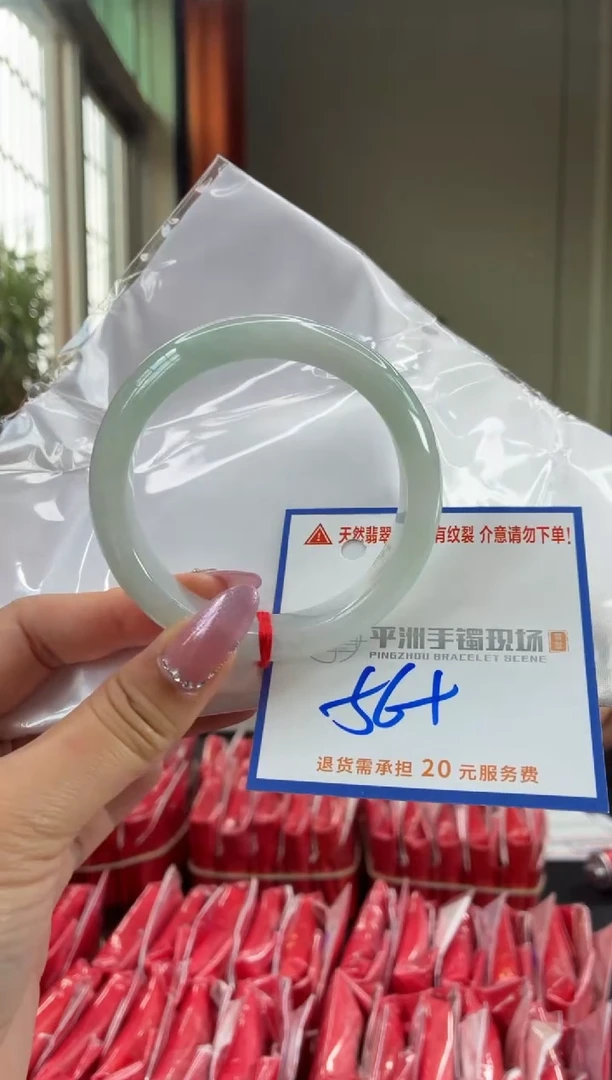 天然翡翠 有纹裂 介意请勿下单!
平洲手镯现场
PINGZHOU BRACELET SCENE
56+
退货需承担 20 元服务费